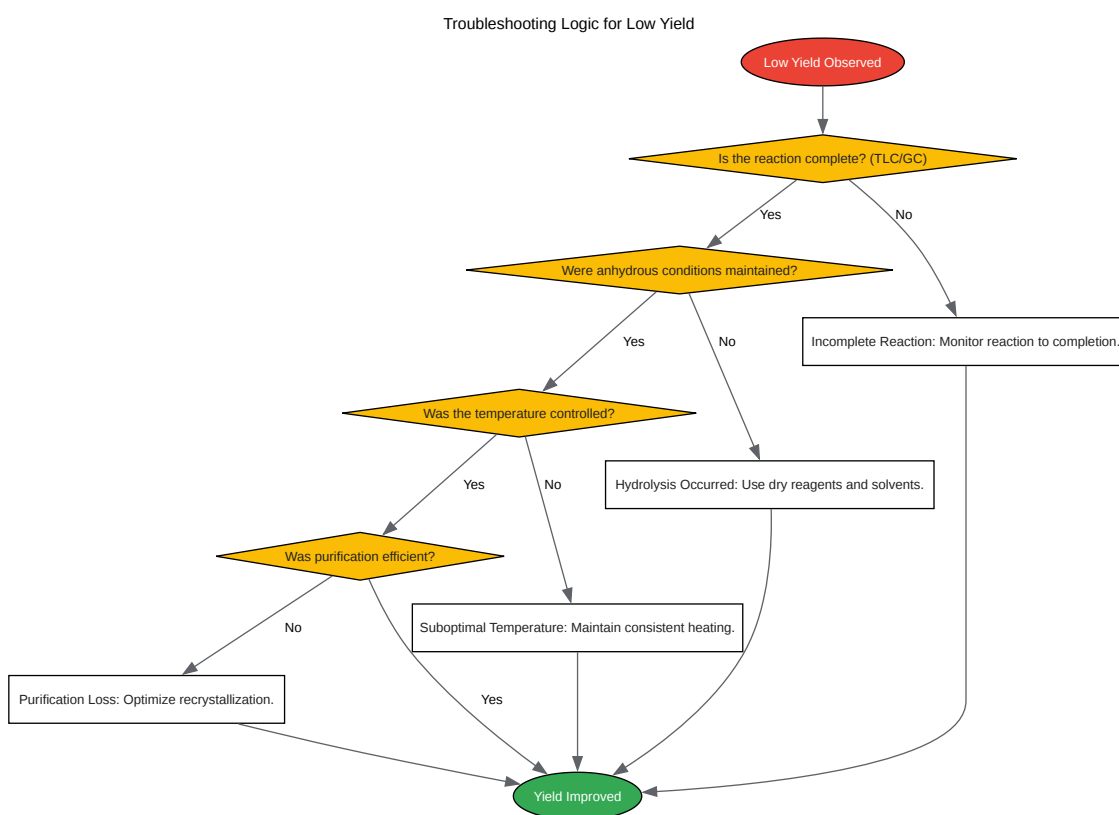 Troubleshooting Logic for Low Yield
Low Yield Observed
Is the reaction complete? (TLC/GC)
Yes
No
Were anhydrous conditions maintained?
Incomplete Reaction: Monitor reaction to completion.
Yes
No
Was the temperature controlled?
Hydrolysis Occurred: Use dry reagents and solvents.
Yes
No
Was purification efficient?
Suboptimal Temperature: Maintain consistent heating.
No
Purification Loss: Optimize recrystallization.
Yes
Yield Improved